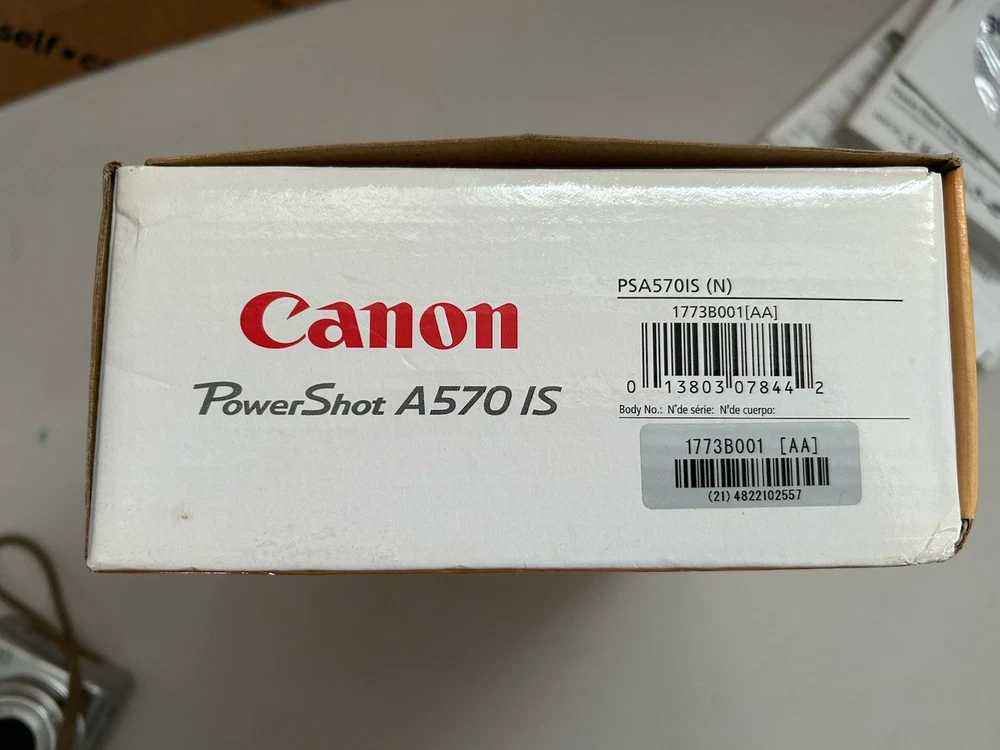 self
Canon
PowerShot A570 IS
PSA570IS (N)
1773B001[AA]
0 13803 07844 2
Body No.: N°de série: N°de cuerpo:
1773B001 [AA]
(21) 4822102557